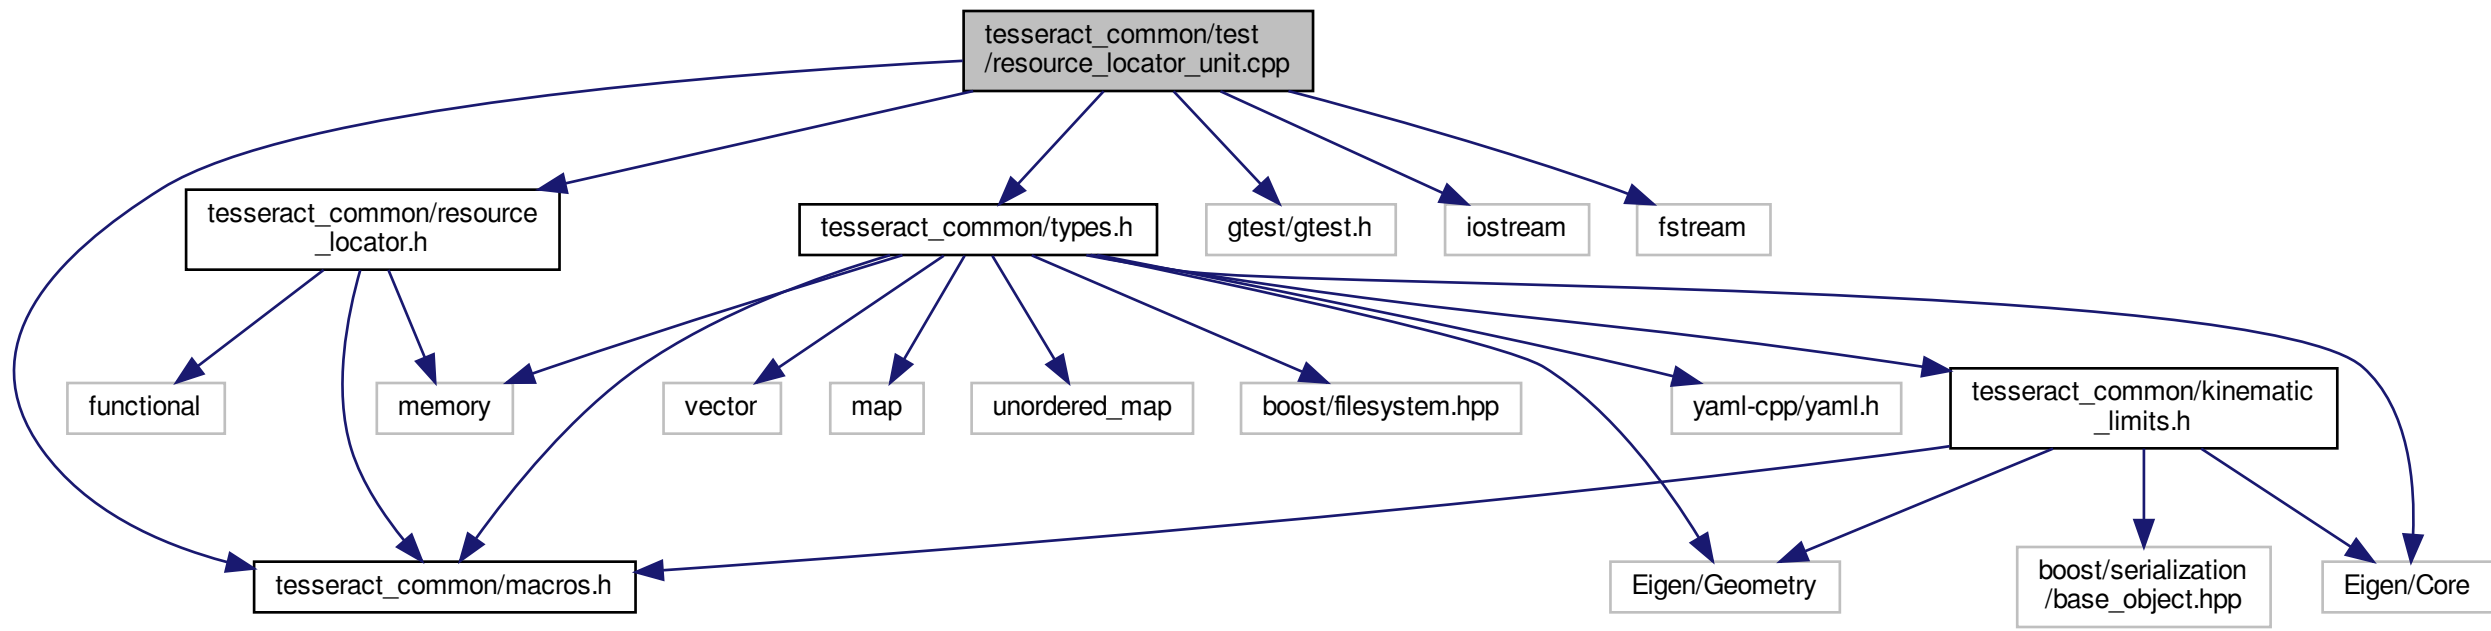 tesseract_common/test
/resource_locator_unit.cpp
tesseract_common/resource
_locator.h
tesseract_common/types.h
gtest/gtest.h
iostream
fstream
functional
memory
vector
map
unordered_map
boost/filesystem.hpp
yaml-cpp/yaml.h
tesseract_common/kinematic
_limits.h
tesseract_common/macros.h
Eigen/Geometry
boost/serialization
/base_object.hpp
Eigen/Core